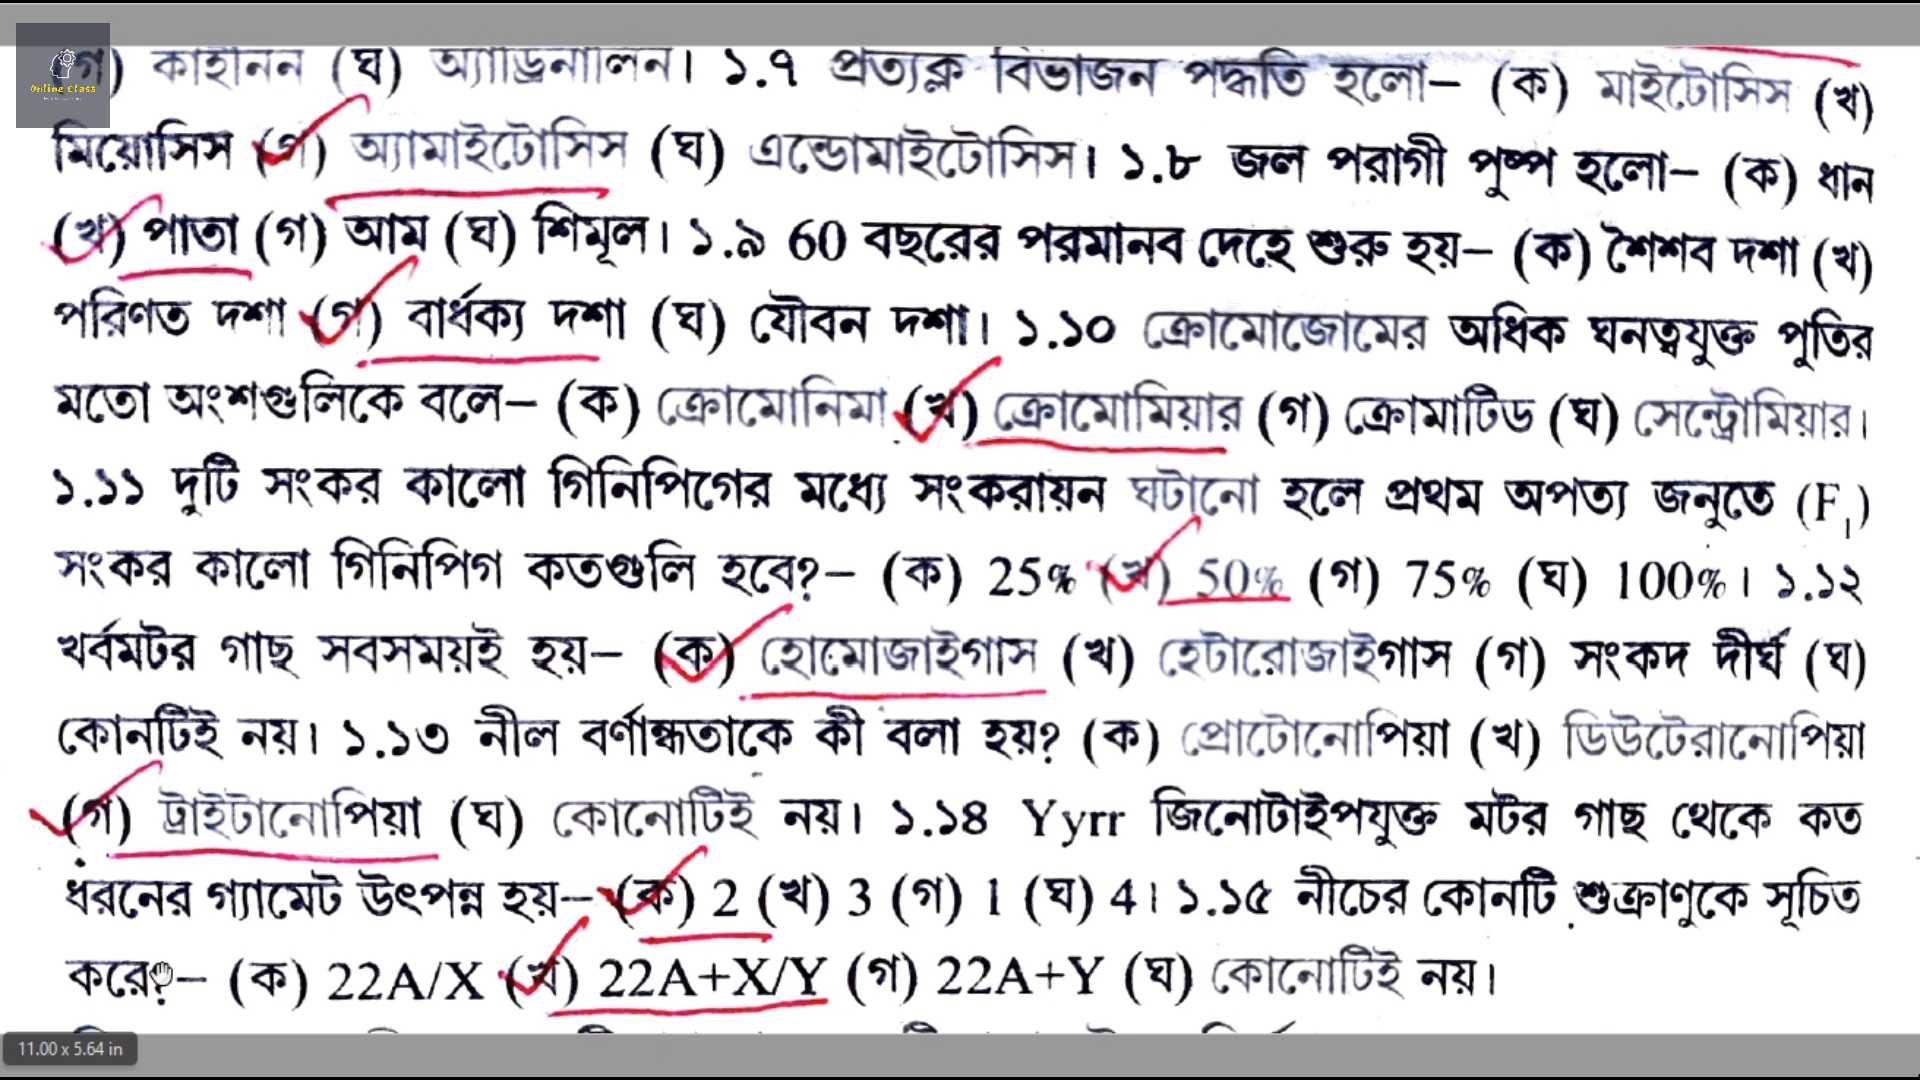 গ) কাইনিন (ঘ) অ্যাড্রিনালিন। ১.৭ প্রত্যক্ষ বিভাজন পদ্ধতি হলো– (ক) মাইটোসিস (খ)
Online Class
মিয়োসিস (গ) অ্যামাইটোসিস (ঘ) এন্ডোমাইটোসিস। ১.৮ জল পরাগী পুষ্প হলো– (ক) ধান
(খ) পাতা (গ) আম (ঘ) শিমূল। ১.৯ 60 বছরের পরমানব দেহে শুরু হয়– (ক) শৈশব দশা (খ)
পরিণত দশা (গ) বার্ধক্য দশা (ঘ) যৌবন দশা। ১.১০ ক্রোমোজোমের অধিক ঘনত্বযুক্ত পুতির
মতো অংশগুলিকে বলে– (ক) ক্রোমোনিমা (খ) ক্রোমোমিয়ার (গ) ক্রোমাটিড (ঘ) সেন্ট্রোমিয়ার।
১.১১ দুটি সংকর কালো গিনিপিগের মধ্যে সংকরায়ন ঘটানো হলে প্রথম অপত্য জনুতে (F₁)
সংকর কালো গিনিপিগ কতগুলি হবে?– (ক) 25% (খ) 50% (গ) 75% (ঘ) 100%। ১.১২
খর্বমটর গাছ সবসময়ই হয়– (ক) হোমোজাইগাস (খ) হেটারোজাইগাস (গ) সংকদ দীর্ঘ (ঘ)
কোনটিই নয়। ১.১৩ নীল বর্ণান্ধতাকে কী বলা হয়? (ক) প্রোটোনোপিয়া (খ) ডিউটেরানোপিয়া
(গ) ট্রাইটানোপিয়া (ঘ) কোনোটিই নয়। ১.১৪ Yyrr জিনোটাইপযুক্ত মটর গাছ থেকে কত
ধরনের গ্যামেট উৎপন্ন হয়– (ক) 2 (খ) 3 (গ) 1 (ঘ) 4। ১.১৫ নীচের কোনটি শুক্রাণুকে সূচিত
করে?– (ক) 22A/X (খ) 22A+X/Y (গ) 22A+Y (ঘ) কোনোটিই নয়।
11.00 x 5.64 in